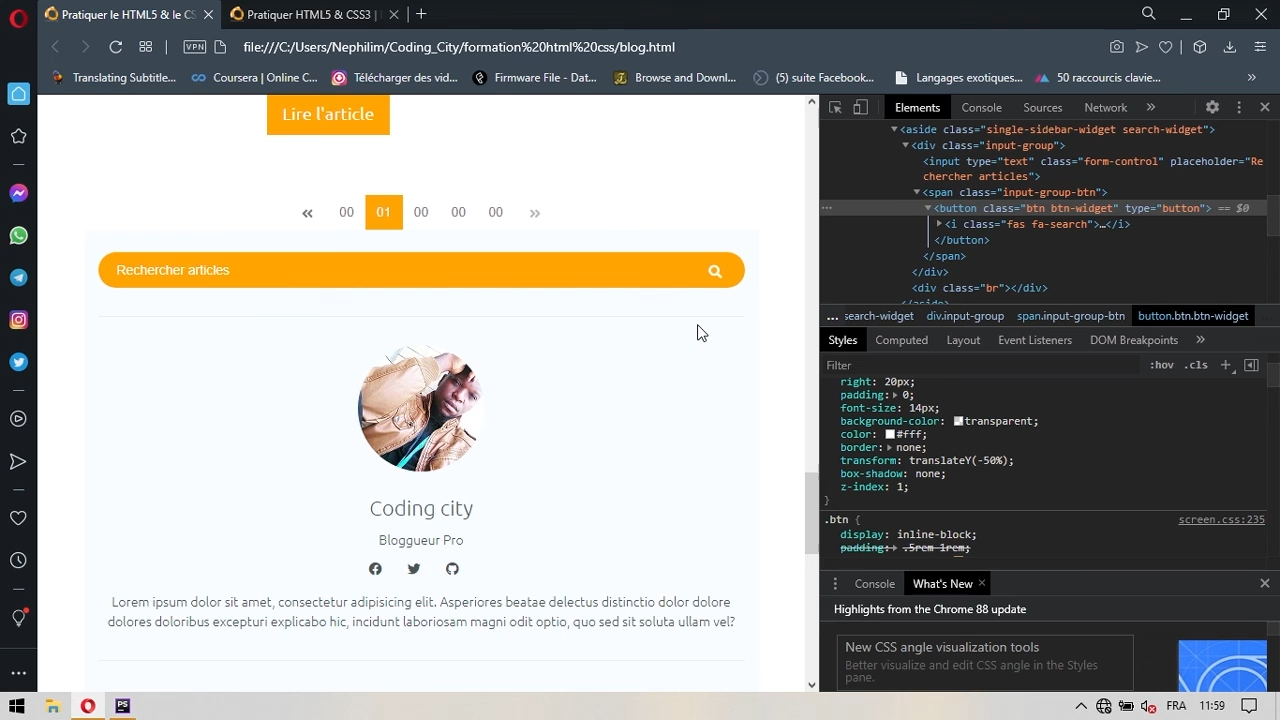 Pratiquer le HTML5 & le CS
Pratiquer HTML5 & CSS3 |
VPN
file:///C:/Users/Nephilim/Coding_City/formation%20html%20css/blog.html
Translating Subtitle...
Coursera | Online C...
Télécharger des vid...
Firmware File - Dat...
Browse and Downl...
(5) suite Facebook...
Langages exotiques...
50 raccourcis clavie...
»
Lire l'article
« 00 01 00 00 00 »
Rechercher articles
Coding city
Bloggueur Pro
Lorem ipsum dolor sit amet, consectetur adipisicing elit. Asperiores beatae delectus distinctio dolor dolore
dolores doloribus excepturi explicabo hic, incidunt laboriosam magni odit optio, quo sed sit soluta ullam vel?
Elements Console Sources Network »
<aside class="single-sidebar-widget search-widget">
<div class="input-group">
<input type="text" class="form-control" placeholder="Re
chercher articles">
<span class="input-group-btn">
<button class="btn btn-widget" type="button"> == $0
<i class="fas fa-search">…</i>
</button>
</span>
</div>
<div class="br"></div>
... search-widget div.input-group span.input-group-btn button.btn.btn-widget
Styles Computed Layout Event Listeners DOM Breakpoints »
Filter :hov .cls +
right: 20px;
padding: 0;
font-size: 14px;
background-color: transparent;
color: #fff;
border: none;
transform: translateY(-50%);
box-shadow: none;
z-index: 1;
}
.btn { screen.css:235
display: inline-block;
padding: .5rem 1rem;
Console What's New ×
Highlights from the Chrome 88 update
New CSS angle visualization tools
Better visualize and edit CSS angle in the Styles
pane.
PS
FRA 11:59